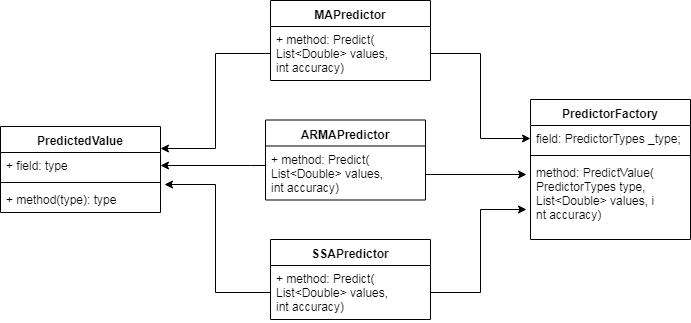 MAPredictor
+ method: Predict(
List<Double> values,
int accuracy)
PredictedValue
+ field: type
+ method(type): type
ARMAPredictor
+ method: Predict(
List<Double> values,
int accuracy)
SSAPredictor
+ method: Predict(
List<Double> values,
int accuracy)
PredictorFactory
field: PredictorTypes _type;
method: PredictValue(
PredictorTypes type,
List<Double> values, i
nt accuracy)